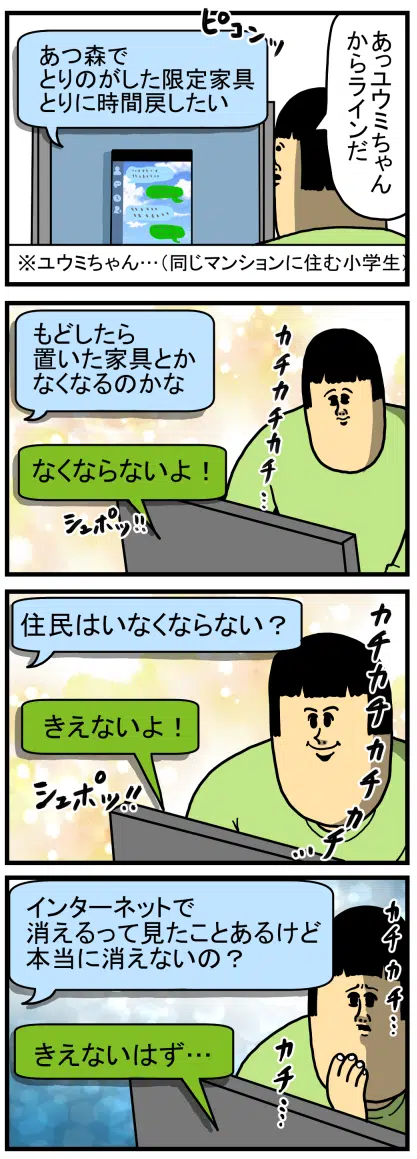 あっユウミちゃん
からラインだ
ピコンッ
あつ森で
とりのがした限定家具
とりに時間戻したい
※ユウミちゃん…（同じマンションに住む小学生）
もどしたら
置いた家具とか
なくなるのかな
カチカチカチカチ…
なくならないよ！
シュポッ!!
住民はいなくならない？
カチカチカチカチ…
きえないよ！
シュポッ!!
インターネットで
消えるって見たことあるけど
本当に消えないの？
カチカチ…
きえないはず…
カチ…